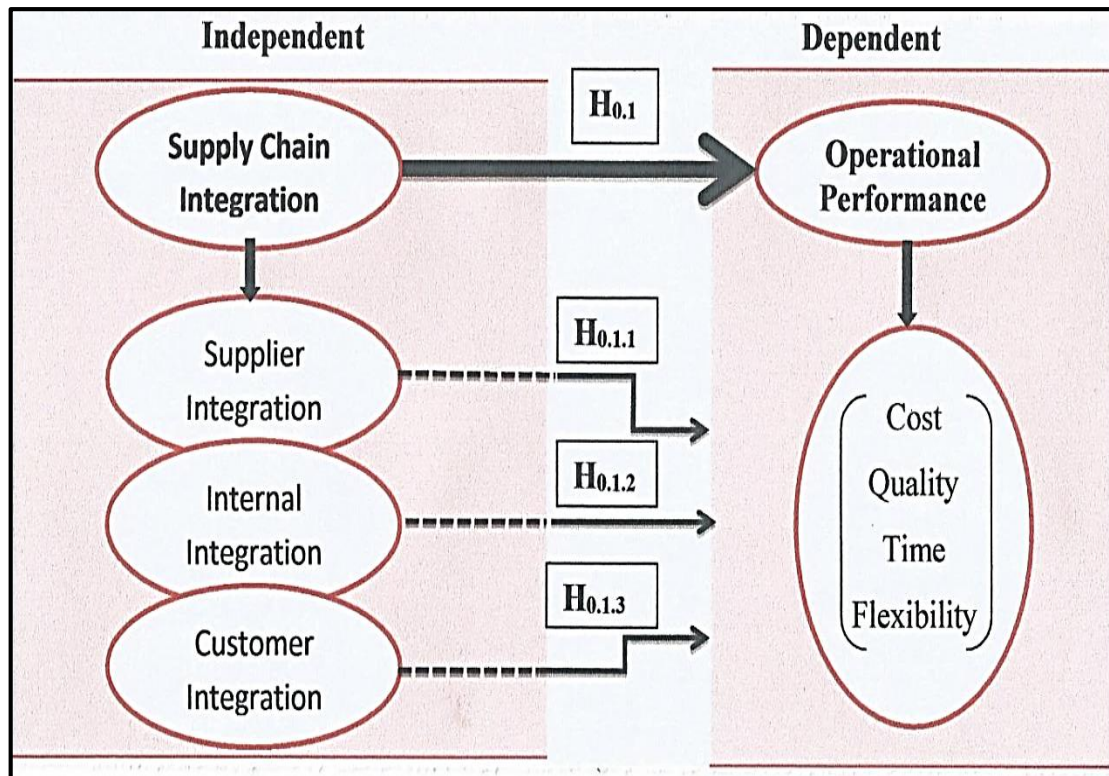 Independent
Dependent
H0.1
Supply Chain
Integration
Operational
Performance
Supplier
Integration
H0.1.1
Internal
Integration
H0.1.2
Customer
Integration
H0.1.3
Cost
Quality
Time
Flexibility